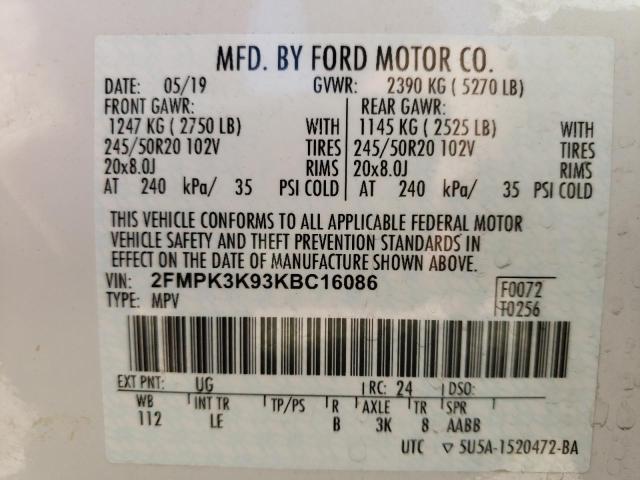 MFD. BY FORD MOTOR CO.
DATE: 05/19 GVWR: 2390 KG ( 5270 LB)
FRONT GAWR: REAR GAWR:
1247 KG ( 2750 LB) WITH 1145 KG ( 2525 LB) WITH
245/50R20 102V TIRES 245/50R20 102V TIRES
20x8.0J RIMS 20x8.0J RIMS
AT 240 kPa/ 35 PSI COLD AT 240 kPa/ 35 PSI COLD
THIS VEHICLE CONFORMS TO ALL APPLICABLE FEDERAL MOTOR
VEHICLE SAFETY AND THEFT PREVENTION STANDARDS IN
EFFECT ON THE DATE OF MANUFACTURE SHOWN ABOVE.
VIN: 2FMPK3K93KBC16086 F0072
TYPE: MPV T0256
EXT PNT: UG RC: 24 DSO:
WB INT TR TP/PS R AXLE TR SPR
112 LE B 3K 8 AABB
UTC ▽ 5U5A-1520472-BA